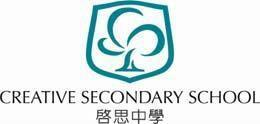 CREATIVE SECONDARY SCHOOL
啓思中學